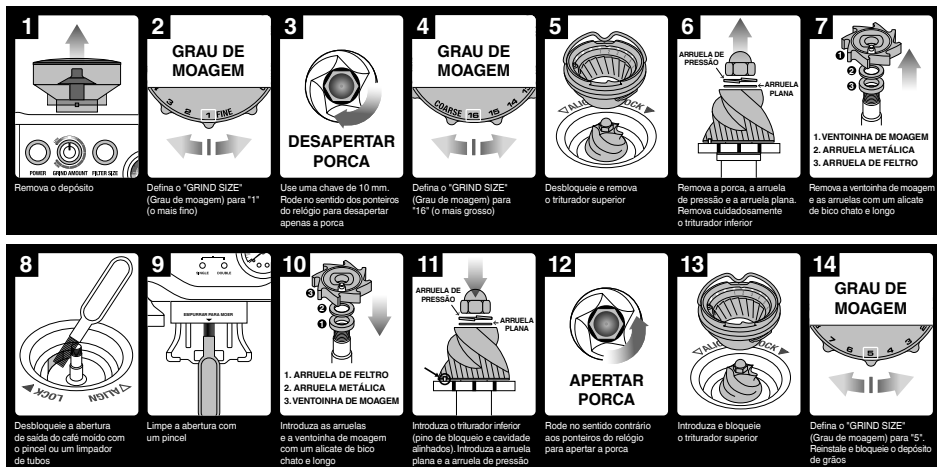 1
POWER GRIND AMOUNT FILTER SIZE
Remova o depósito
2
GRAU DE
MOAGEM
3 2 1 FINE
Defina o "GRIND SIZE"
(Grau de moagem) para "1"
(o mais fino)
3
DESAPERTAR
PORCA
Use uma chave de 10 mm.
Rode no sentido dos ponteiros
do relógio para desapertar
apenas a porca
4
GRAU DE
MOAGEM
COARSE 16 15 14
Defina o "GRIND SIZE"
(Grau de moagem) para
"16" (o mais grosso)
5
ALIGN LOCK
Desbloqueie e remova
o triturador superior
6
ARRUELA DE
PRESSÃO
ARRUELA
PLANA
Remova a porca, a arruela
de pressão e a arruela plana.
Remova cuidadosamente
o triturador inferior
7
1
2
3
1. VENTOINHA DE MOAGEM
2. ARRUELA METÁLICA
3. ARRUELA DE FELTRO
Remova a ventoinha de moagem
e as arruelas com um alicate
de bico chato e longo
8
LOCK ALIGN
Desbloqueie a abertura
de saída do café moído com
o pincel ou um limpador
de tubos
9
SINGLE DOUBLE
EMPURRAR PARA MOER
Limpe a abertura com
um pincel
10
3
2
1
1. ARRUELA DE FELTRO
2. ARRUELA METÁLICA
3. VENTOINHA DE MOAGEM
Introduza as arruelas
e a ventoinha de moagem
com um alicate de bico
chato e longo
11
ARRUELA DE
PRESSÃO
ARRUELA
PLANA
Introduza o triturador inferior
(pino de bloqueio e cavidade
alinhados). Introduza a arruela
plana e a arruela de pressão
12
APERTAR
PORCA
Rode no sentido contrário
aos ponteiros do relógio
para apertar a porca
13
ALIGN LOCK
Introduza e bloqueie
o triturador superior
14
GRAU DE
MOAGEM
7 6 5 4 3
Defina o "GRIND SIZE"
(Grau de moagem) para "5".
Reinstale e bloqueie o depósito
de grãos